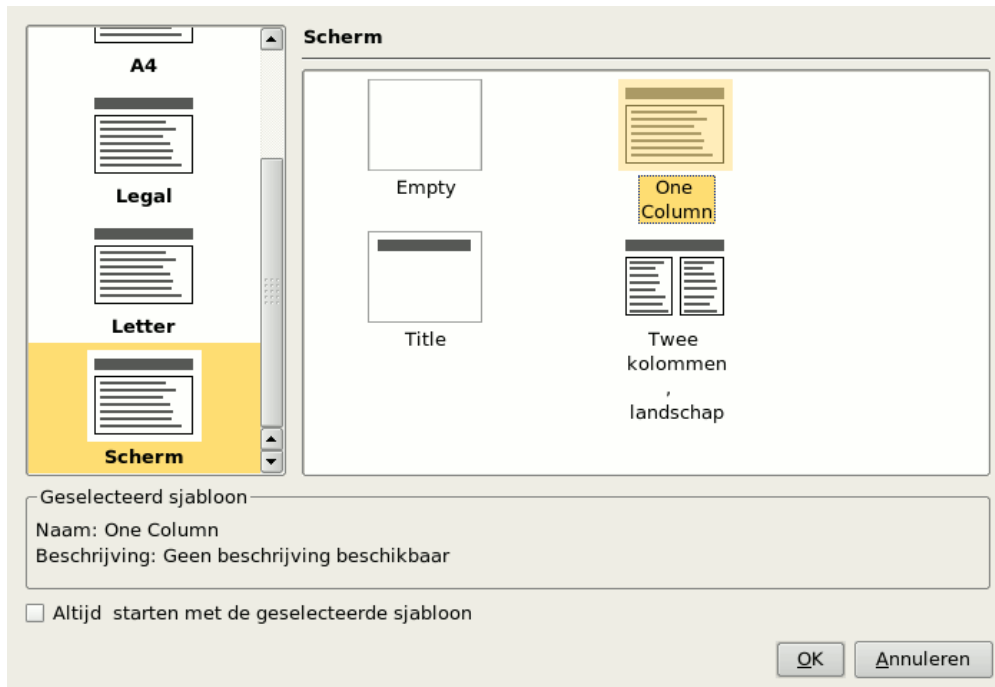 A4
Legal
Letter
Scherm
Scherm
Empty
One
Column
Title
Twee
kolommen
,
landschap
Geselecteerd sjabloon
Naam: One Column
Beschrijving: Geen beschrijving beschikbaar
Altijd  starten met de geselecteerde sjabloon
OK
Annuleren